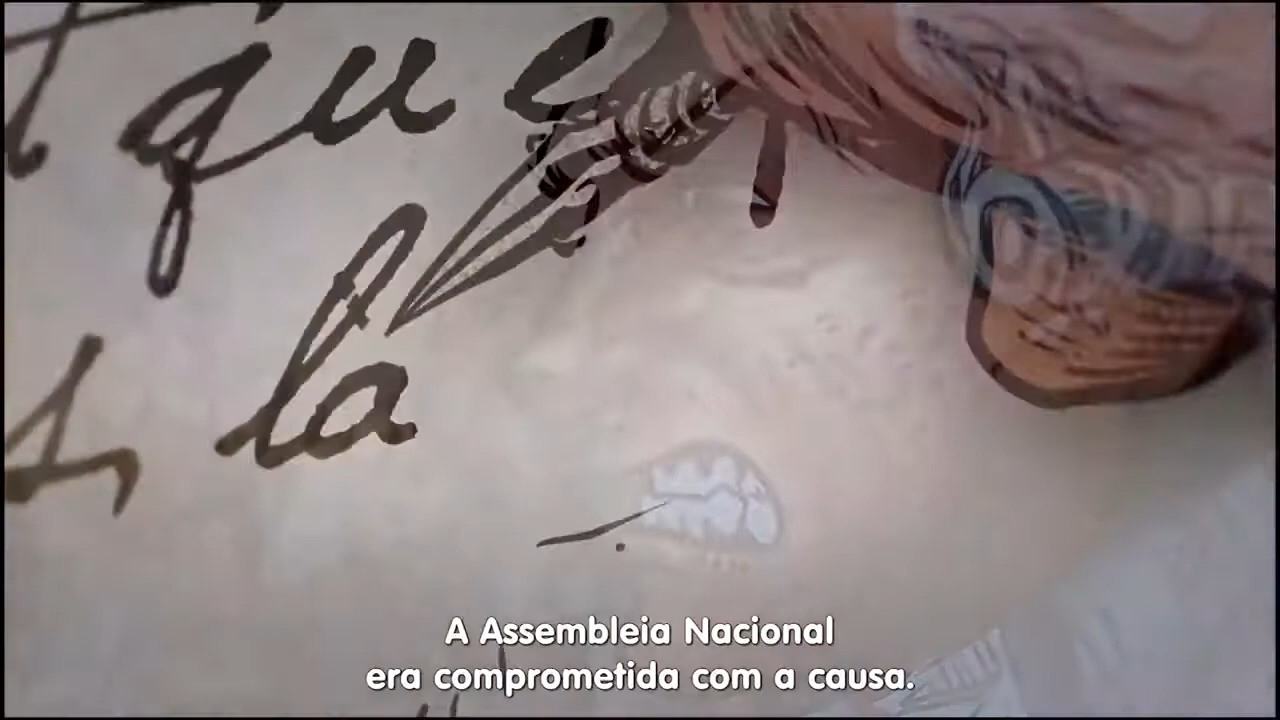 t que
s, la
A Assembleia Nacional
era comprometida com a causa.